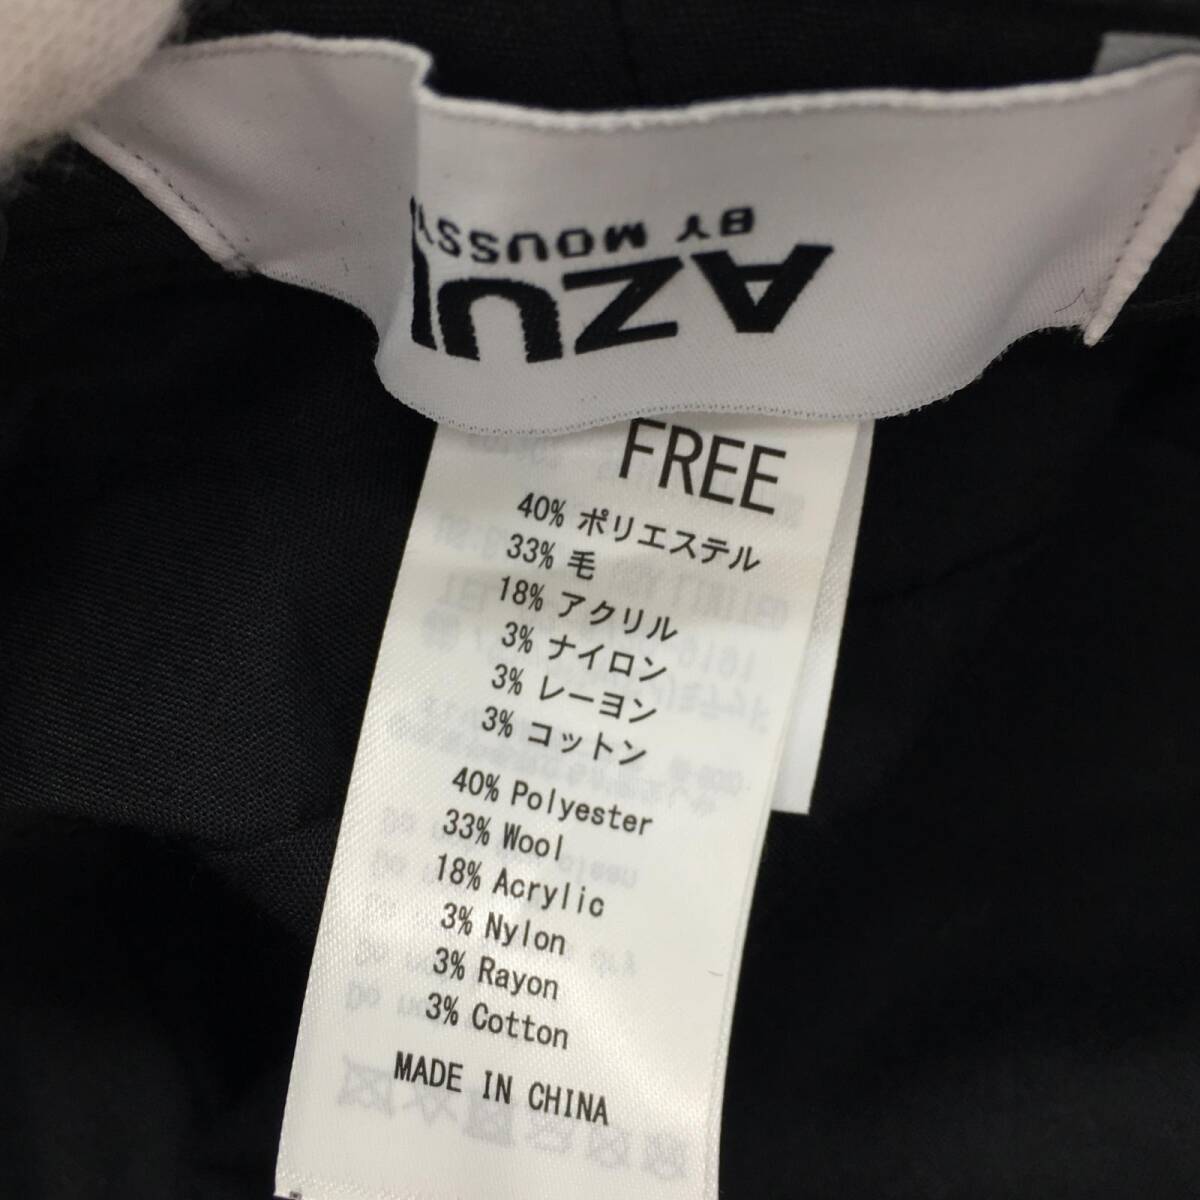 AZUL
BY MOUSSY
FREE
40% ポリエステル
33% 毛
18% アクリル
3% ナイロン
3% レーヨン
3% コットン
40% Polyester
33% Wool
18% Acrylic
3% Nylon
3% Rayon
3% Cotton
MADE IN CHINA